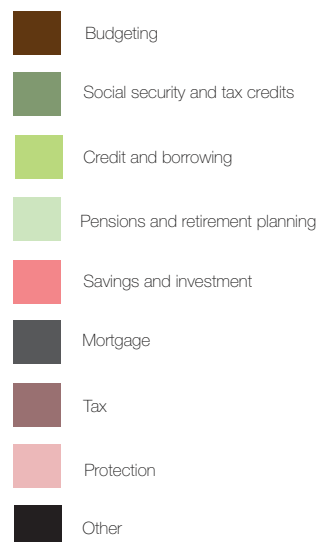 Budgeting
Social security and tax credits
Credit and borrowing
Pensions and retirement planning
Savings and investment
Mortgage
Tax
Protection
Other